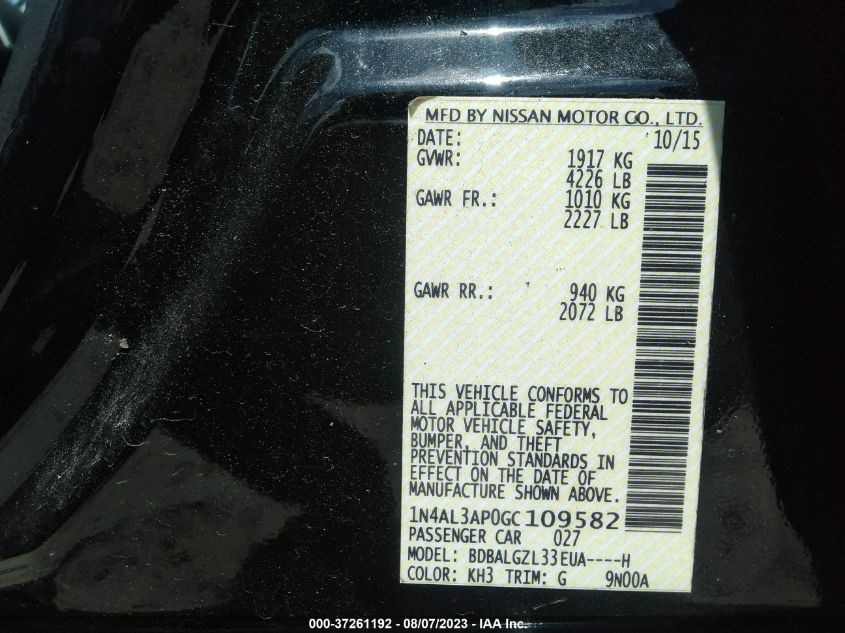 MFD BY NISSAN MOTOR CO., LTD.
DATE: 10/15
GVWR: 1917 KG
4226 LB
GAWR FR.: 1010 KG
2227 LB
GAWR RR.: 940 KG
2072 LB
THIS VEHICLE CONFORMS TO
ALL APPLICABLE FEDERAL
MOTOR VEHICLE SAFETY,
BUMPER, AND THEFT
PREVENTION STANDARDS IN
EFFECT ON THE DATE OF
MANUFACTURE SHOWN ABOVE.
1N4AL3AP0GC109582
PASSENGER CAR 027
MODEL: BDBALGZL33EUA----H
COLOR: KH3 TRIM: G 9N00A
000-37261192 - 08/07/2023 - IAA Inc.